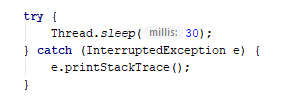 try {
Thread.sleep( millis: 30);
} catch (InterruptedException e) {
e.printStackTrace();
}